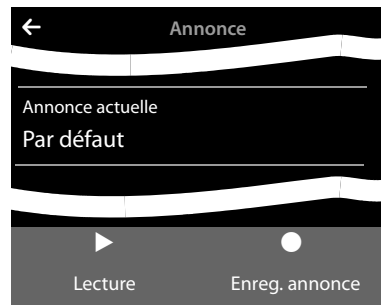 Annonce
Annonce actuelle
Par défaut
Lecture
Enreg. annonce